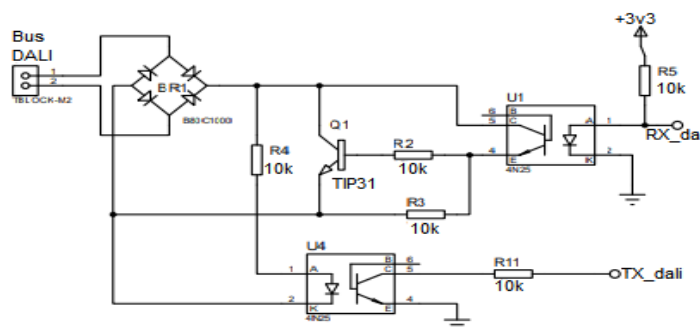 Bus
DALI
1
2
TBLOCK-M2
BR1
B80C1000
R4
10k
Q1
TIP31
R2
10k
R3
10k
U1
6
B
5
C
4
E
A
1
K
2
4N25
+3v3
R5
10k
RX_da
U4
1
A
2
K
B
6
C
5
E
4
4N25
R11
10k
TX_dali